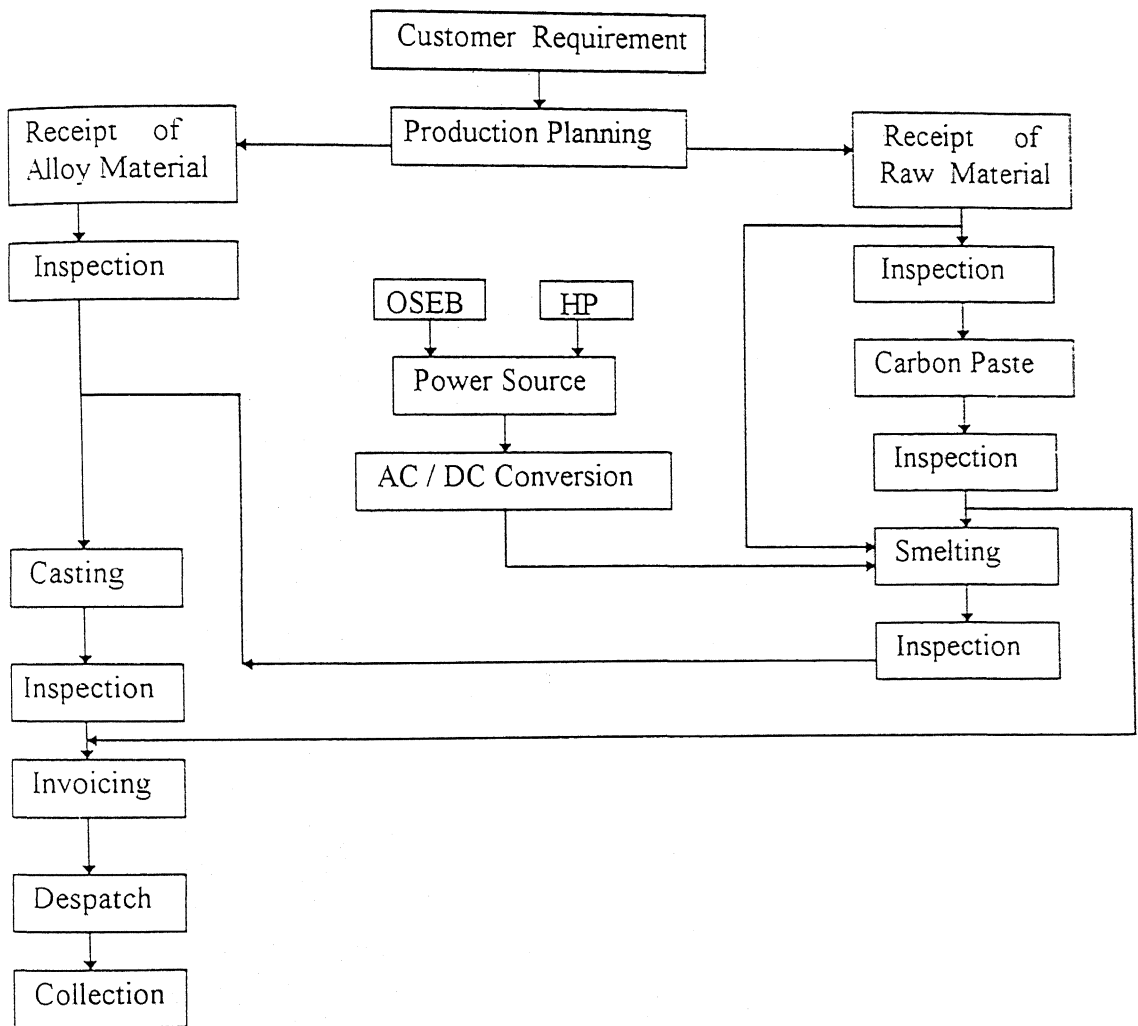 Customer Requirement
Production Planning
Receipt of
Alloy Material
Receipt of
Raw Material
Inspection
Inspection
OSEB
HP
Power Source
Carbon Paste
AC / DC Conversion
Inspection
Casting
Smelting
Inspection
Inspection
Invoicing
Despatch
Collection